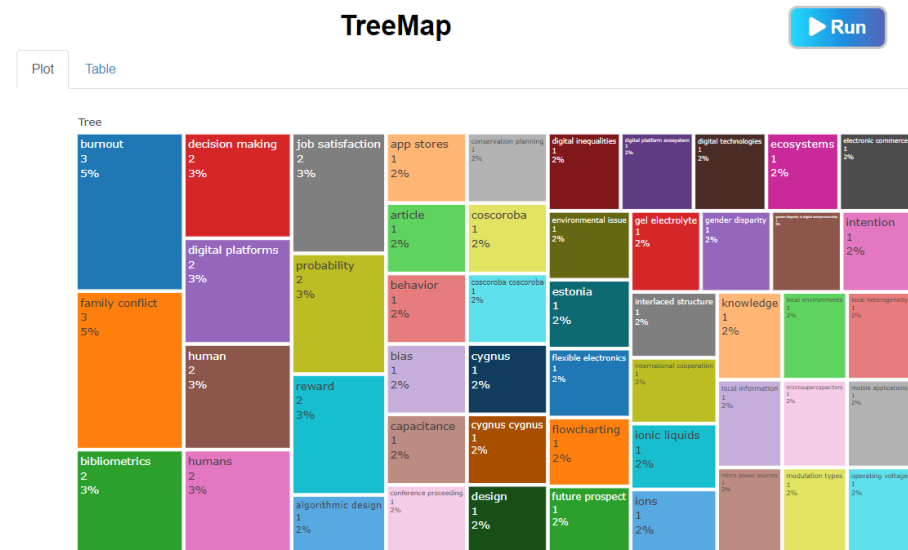 TreeMap
Run
Plot
Table
Tree
burnout
3
5%
family conflict
3
5%
bibliometrics
2
3%
decision making
2
3%
digital platforms
2
3%
human
2
3%
humans
2
3%
job satisfaction
2
3%
probability
2
3%
reward
2
3%
algorithmic design
1
2%
app stores
1
2%
article
1
2%
behavior
1
2%
bias
1
2%
capacitance
1
2%
conference proceeding
1
2%
conservation planning
1
2%
coscoroba
1
2%
coscoroba coscoroba
1
2%
cygnus
1
2%
cygnus cygnus
1
2%
design
1
2%
digital inequalities
1
2%
digital platform ecosystem
1
2%
digital technologies
1
2%
ecosystems
1
2%
electronic commerce
1
2%
environmental issue
1
2%
estonia
1
2%
flexible electronics
1
2%
flowcharting
1
2%
future prospect
1
2%
gel electrolyte
1
2%
gender disparity
1
2%
gender disparity in digital entrepreneurship
1
2%
intention
1
2%
interlaced structure
1
2%
international cooperation
1
2%
ionic liquids
1
2%
ions
1
2%
knowledge
1
2%
local environments
1
2%
local heterogeneity
1
2%
local information
1
2%
microsupercapacitors
1
2%
mobile applications
1
2%
micro power sources
1
2%
modulation types
1
2%
operating voltage
1
2%